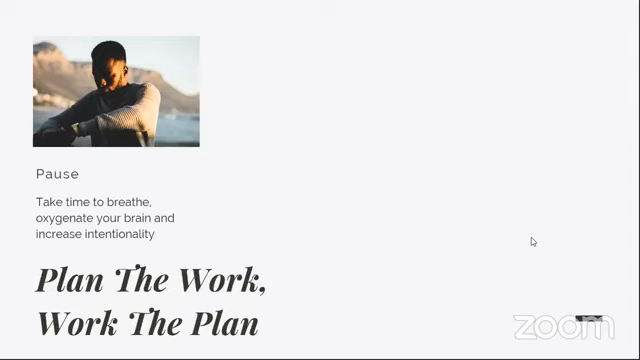 Pause
Take time to breathe,
oxygenate your brain and
increase intentionality
Plan The Work,
Work The Plan
zoom